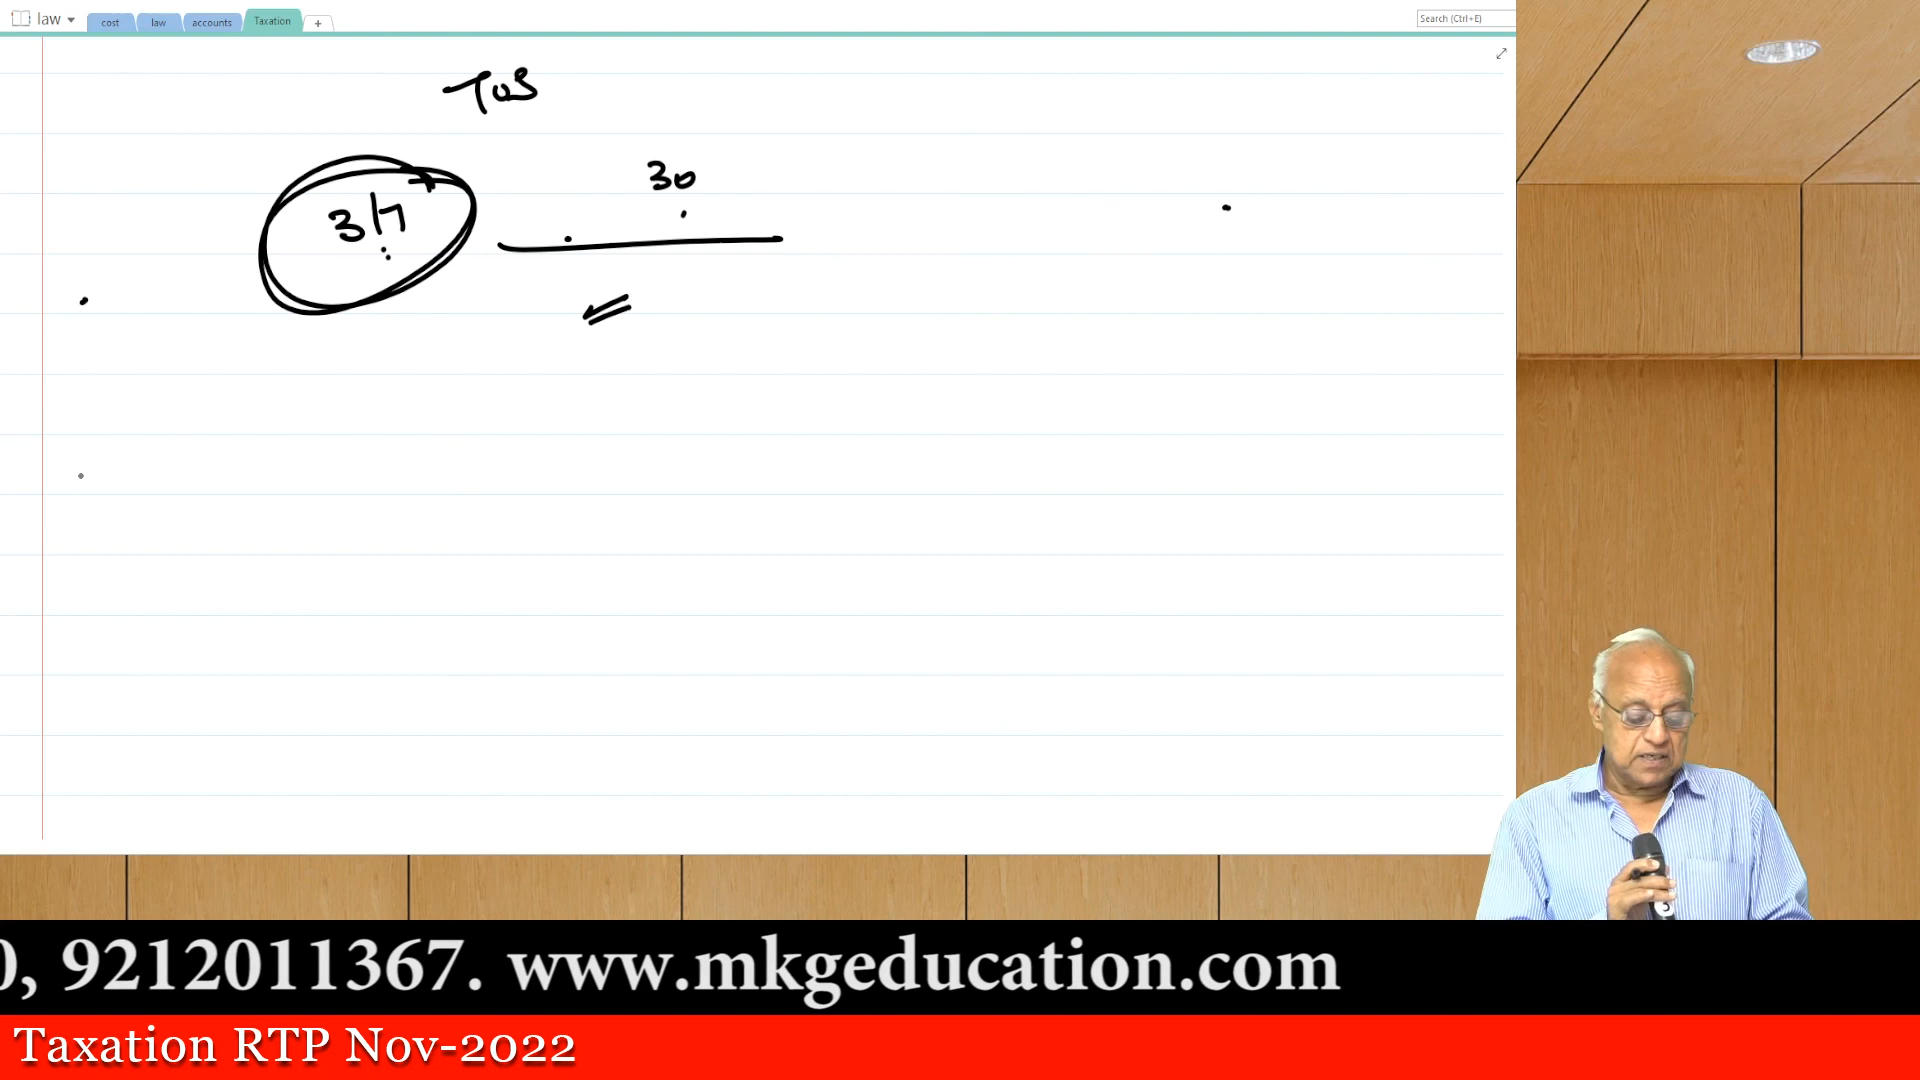 law
cost law accounts Taxation +
Search (Ctrl+E)
TOS
30
3/7
0, 9212011367. www.mkgeducation.com
Taxation RTP Nov-2022